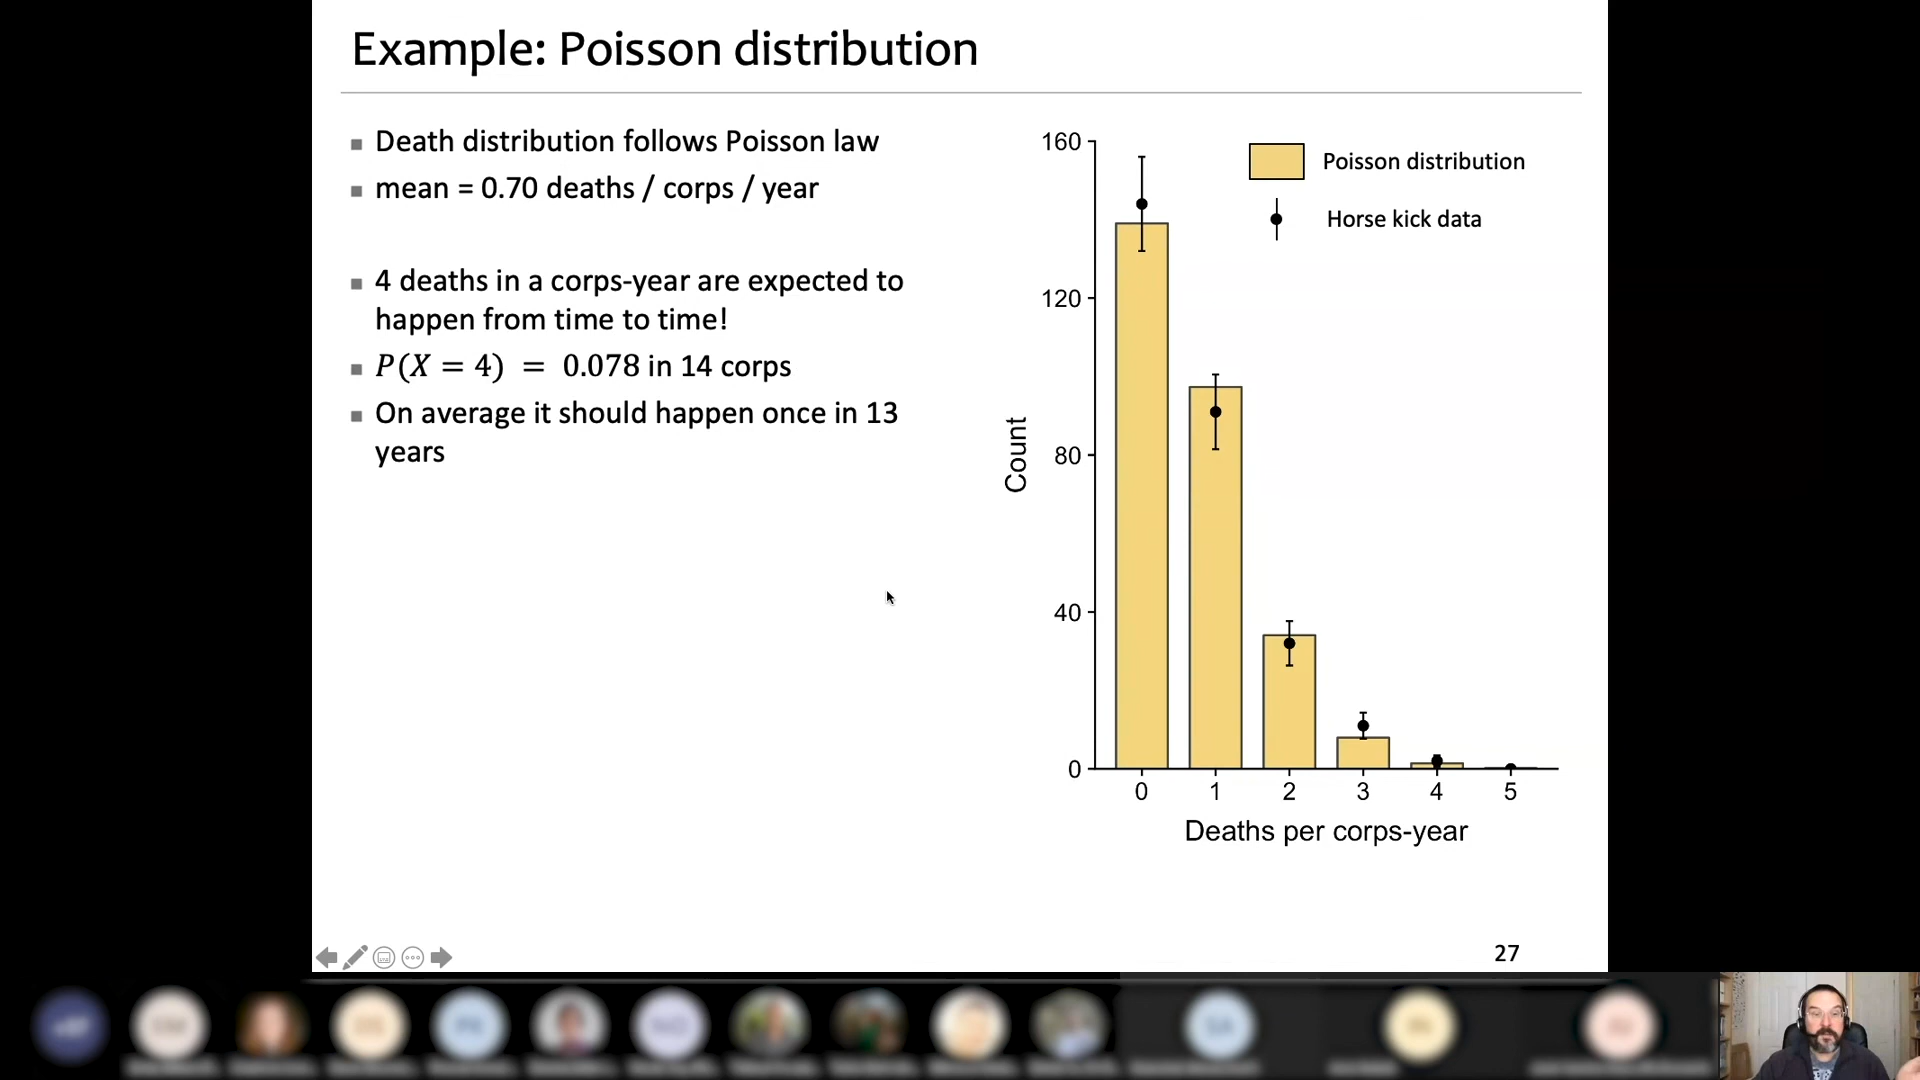 Example: Poisson distribution
Death distribution follows Poisson law
mean = 0.70 deaths / corps / year
4 deaths in a corps-year are expected to
happen from time to time!
P(X = 4) = 0.078 in 14 corps
On average it should happen once in 13
years
160
120
80
40
0
Count
Poisson distribution
Horse kick data
0 1 2 3 4 5
Deaths per corps-year
27